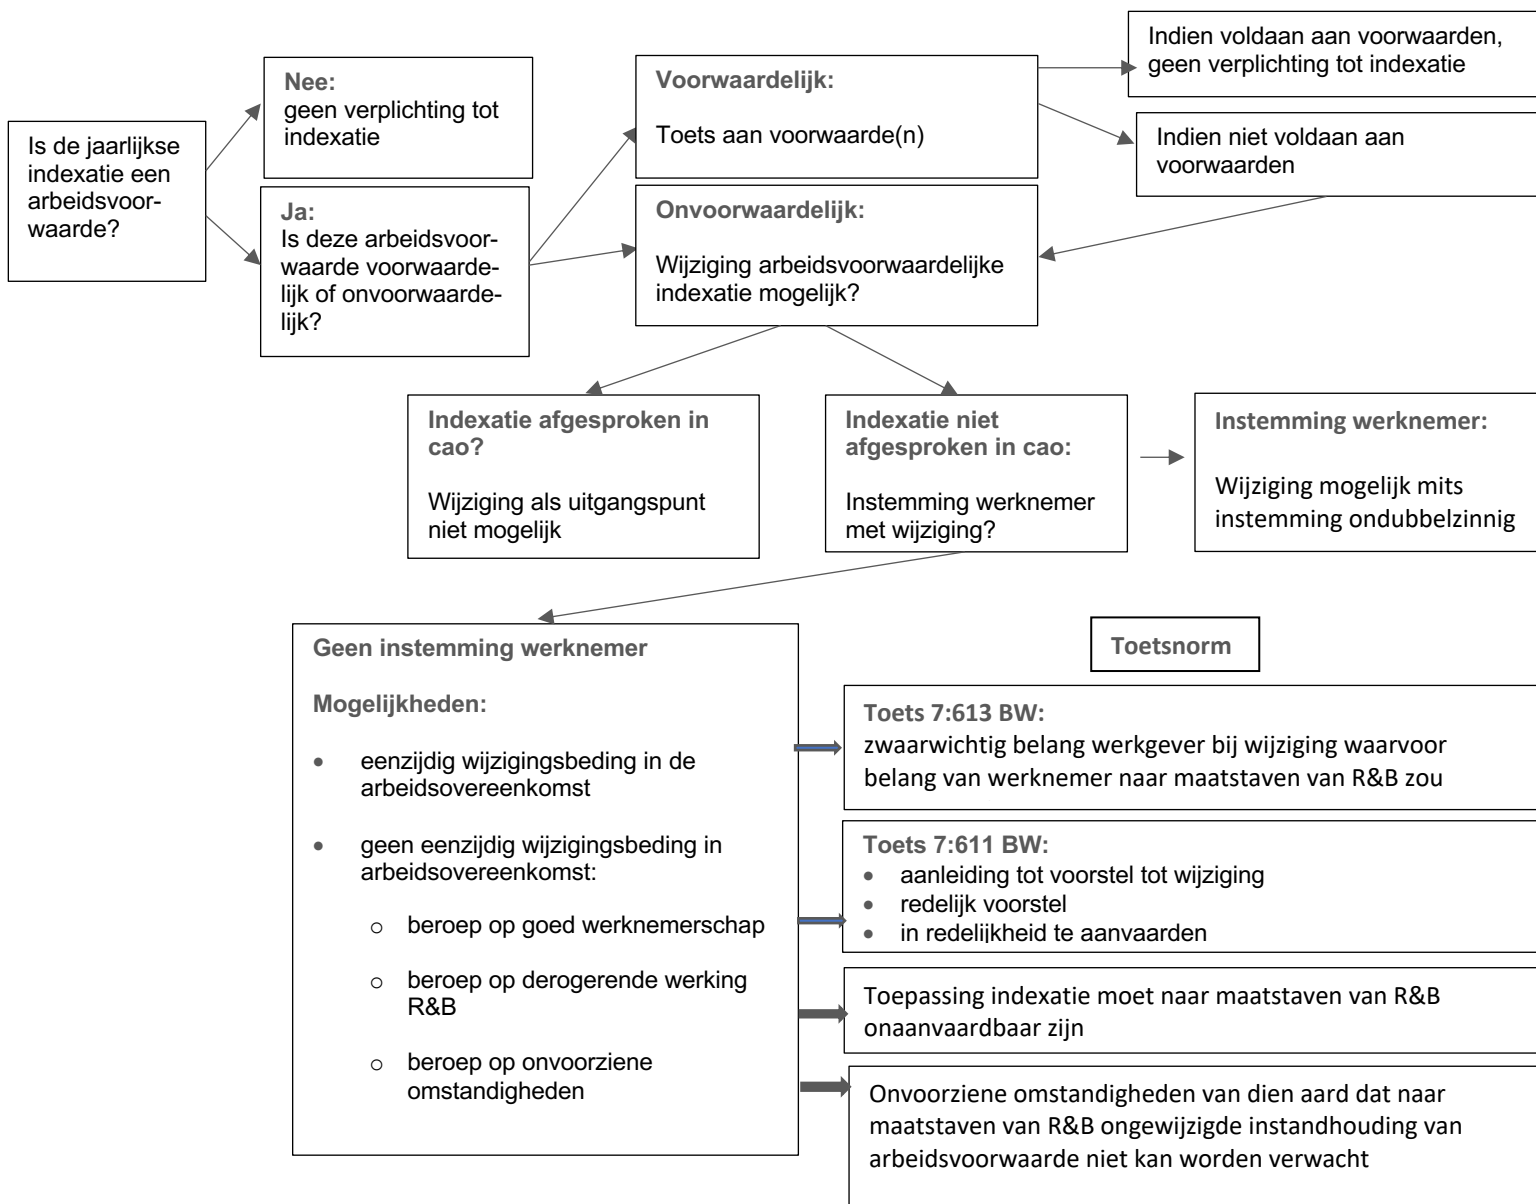 Is de jaarlijkse
indexatie een
arbeidsvoor-
waarde?
Nee:
geen verplichting tot
indexatie
Ja:
Is deze arbeidsvoor-
waarde voorwaarde-
lijk of onvoorwaarde-
lijk?
Voorwaardelijk:
Toets aan voorwaarde(n)
Onvoorwaardelijk:
Wijziging arbeidsvoorwaardelijke
indexatie mogelijk?
Indien voldaan aan voorwaarden,
geen verplichting tot indexatie
Indien niet voldaan aan
voorwaarden
Indexatie afgesproken in
cao?
Wijziging als uitgangspunt
niet mogelijk
Indexatie niet
afgesproken in cao:
Instemming werknemer
met wijziging?
Instemming werknemer:
Wijziging mogelijk mits
instemming ondubbelzinnig
Geen instemming werknemer
Mogelijkheden:
• eenzijdig wijzigingsbeding in de
arbeidsovereenkomst
• geen eenzijdig wijzigingsbeding in
arbeidsovereenkomst:
o beroep op goed werknemerschap
o beroep op derogerende werking
R&B
o beroep op onvoorziene
omstandigheden
Toetsnorm
Toets 7:613 BW:
zwaarwichtig belang werkgever bij wijziging waarvoor
belang van werknemer naar maatstaven van R&B zou
Toets 7:611 BW:
• aanleiding tot voorstel tot wijziging
• redelijk voorstel
• in redelijkheid te aanvaarden
Toepassing indexatie moet naar maatstaven van R&B
onaanvaardbaar zijn
Onvoorziene omstandigheden van dien aard dat naar
maatstaven van R&B ongewijzigde instandhouding van
arbeidsvoorwaarde niet kan worden verwacht